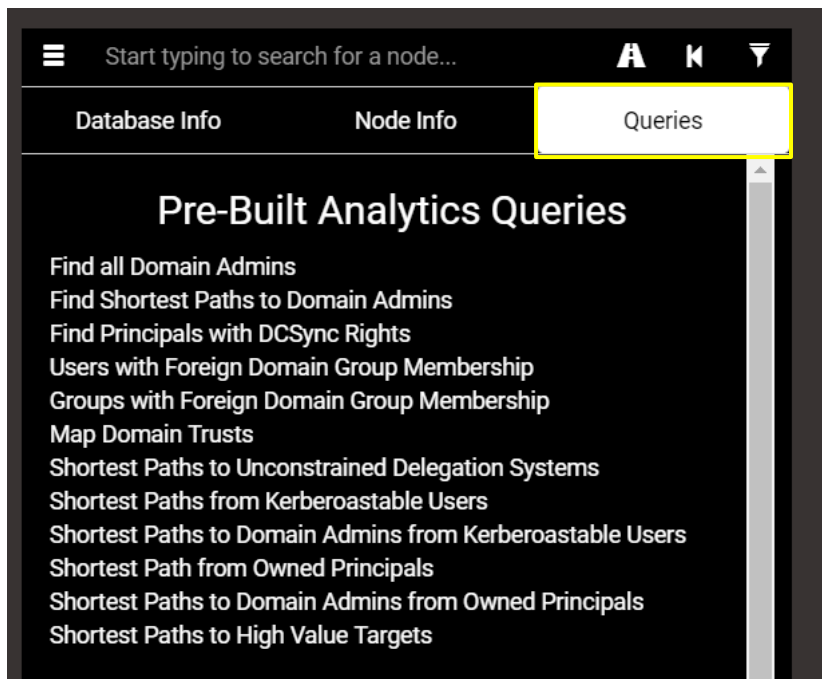 Start typing to search for a node...
Database Info Node Info Queries
Pre-Built Analytics Queries
Find all Domain Admins
Find Shortest Paths to Domain Admins
Find Principals with DCSync Rights
Users with Foreign Domain Group Membership
Groups with Foreign Domain Group Membership
Map Domain Trusts
Shortest Paths to Unconstrained Delegation Systems
Shortest Paths from Kerberoastable Users
Shortest Paths to Domain Admins from Kerberoastable Users
Shortest Path from Owned Principals
Shortest Paths to Domain Admins from Owned Principals
Shortest Paths to High Value Targets